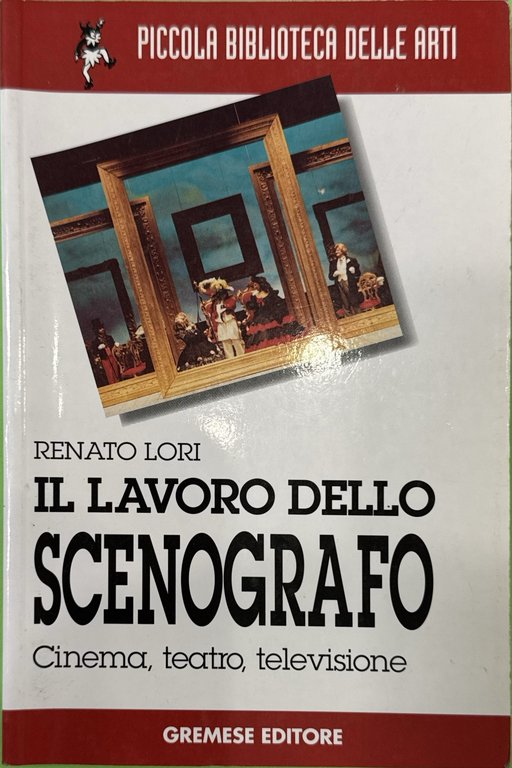 PICCOLA BIBLIOTECA DELLE ARTI
RENATO LORI
IL LAVORO DELLO
SCENOGRAFO
Cinema, teatro, televisione
GREMESE EDITORE